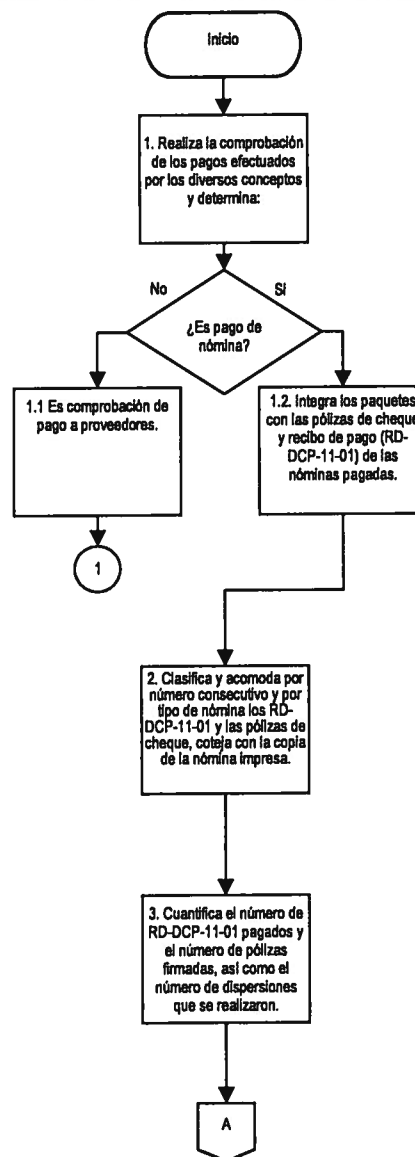 Inicio
1. Realiza la comprobación
de los pagos efectuados
por los diversos conceptos
y determina:
No
Sí
¿Es pago de
nómina?
1.1 Es comprobación de
pago a proveedores.
1.2. Integra los paquetes
con las pólizas de cheque
y recibo de pago (RD-
DCP-11-01) de las
nóminas pagadas.
1
2. Clasifica y acomoda por
número consecutivo y por
tipo de nómina los RD-
DCP-11-01 y las pólizas de
cheque, coteja con la copia
de la nómina impresa.
3. Cuantifica el número de
RD-DCP-11-01 pagados y
el número de pólizas
firmadas, así como el
número de dispersiones
que se realizaron.
A